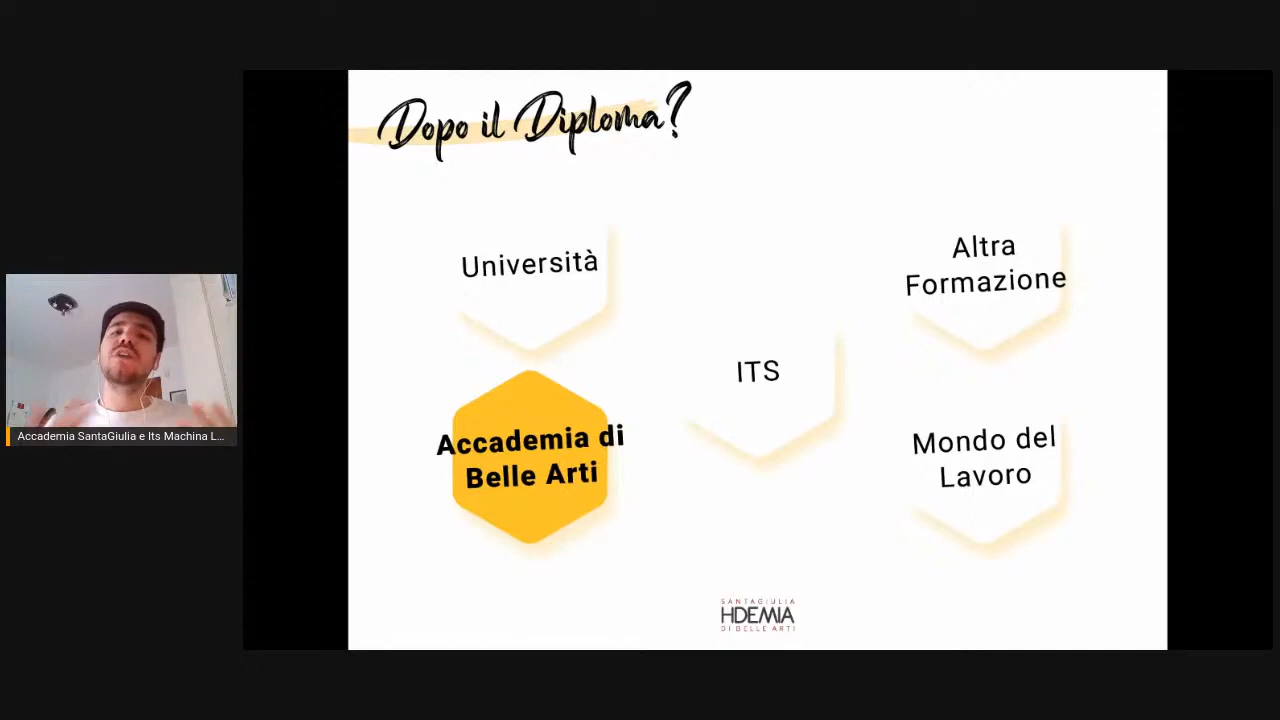 Dopo il Diploma?
Università
Altra
Formazione
ITS
Accademia di
Belle Arti
Mondo del
Lavoro
SANTAGIULIA
HDEMIA
DI BELLE ARTI
Accademia SantaGiulia e Its Machina L...